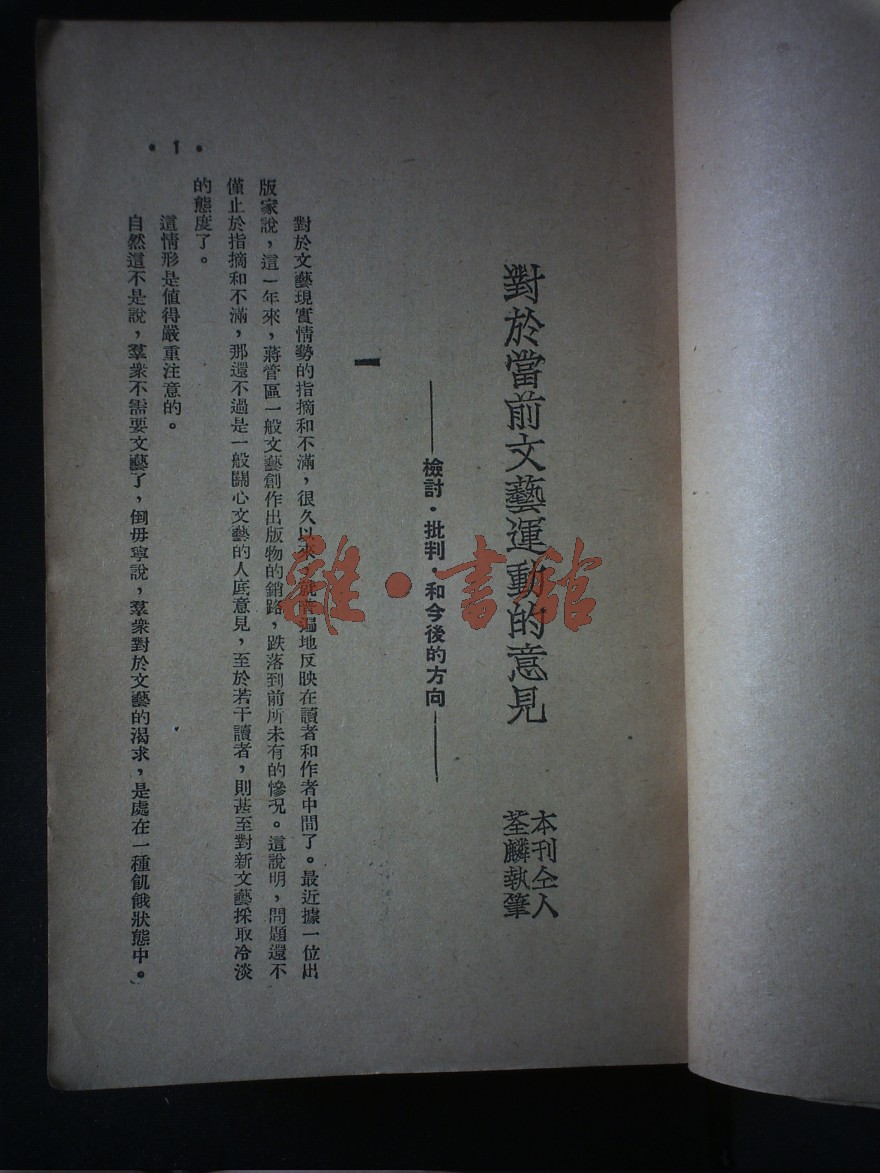 對於當前文藝運動的意見
——檢討·批判·和今後的方向——
本刊仝人
荃麟執筆
一
對於文藝現實情勢的指摘和不滿,很久以來,就普遍地反映在讀者和作者中間了。最近據一位出
版家說,這一年來,蔣管區一般文藝創作出版物的銷路,跌落到前所未有的慘況。這說明,問題還不
僅止於指摘和不滿,那還不過是一般關心文藝的人底意見,至於若干讀者,則甚至對新文藝採取冷淡
的態度了。
這情形是值得嚴重注意的。
自然這不是說,羣衆不需要文藝了,倒毋寧說,羣衆對於文藝的渴求,是處在一種飢餓狀態中。
·1·
雜·書館